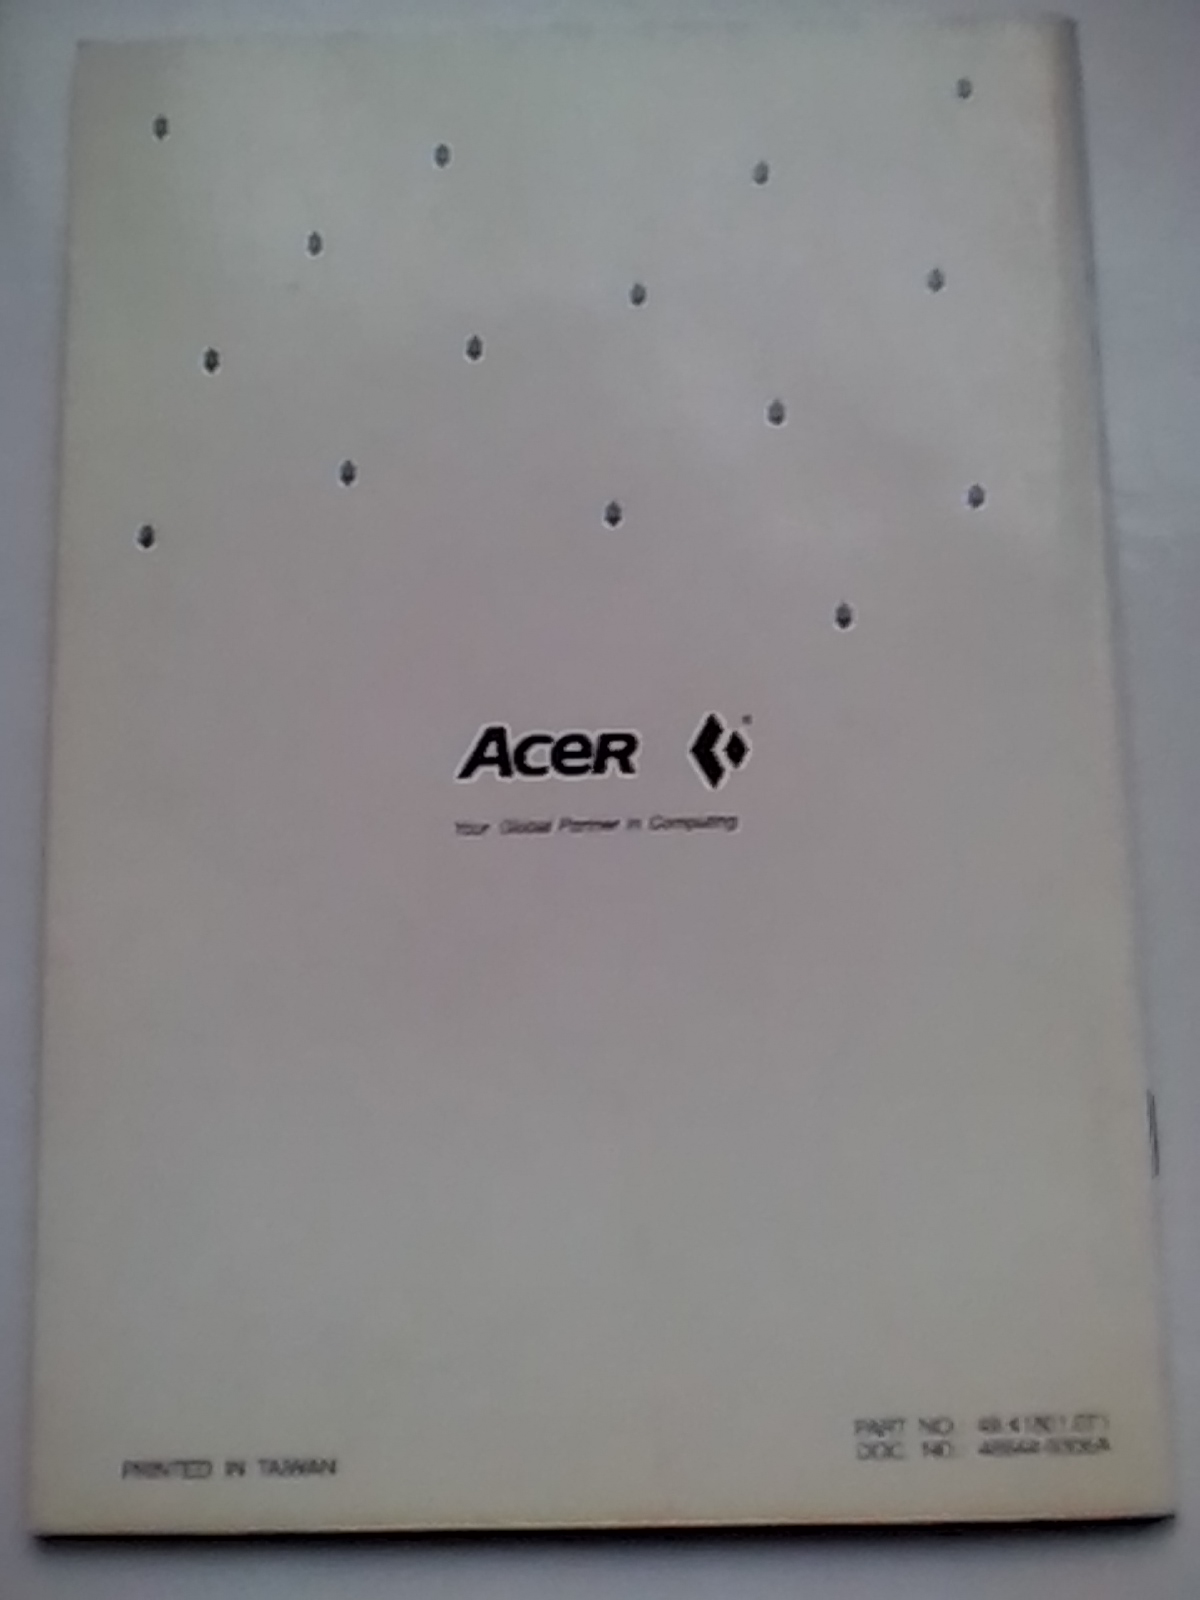 Acer
Your Global Partner in Computing
PART NO.
DOC. NO.
PRINTED IN TAIWAN